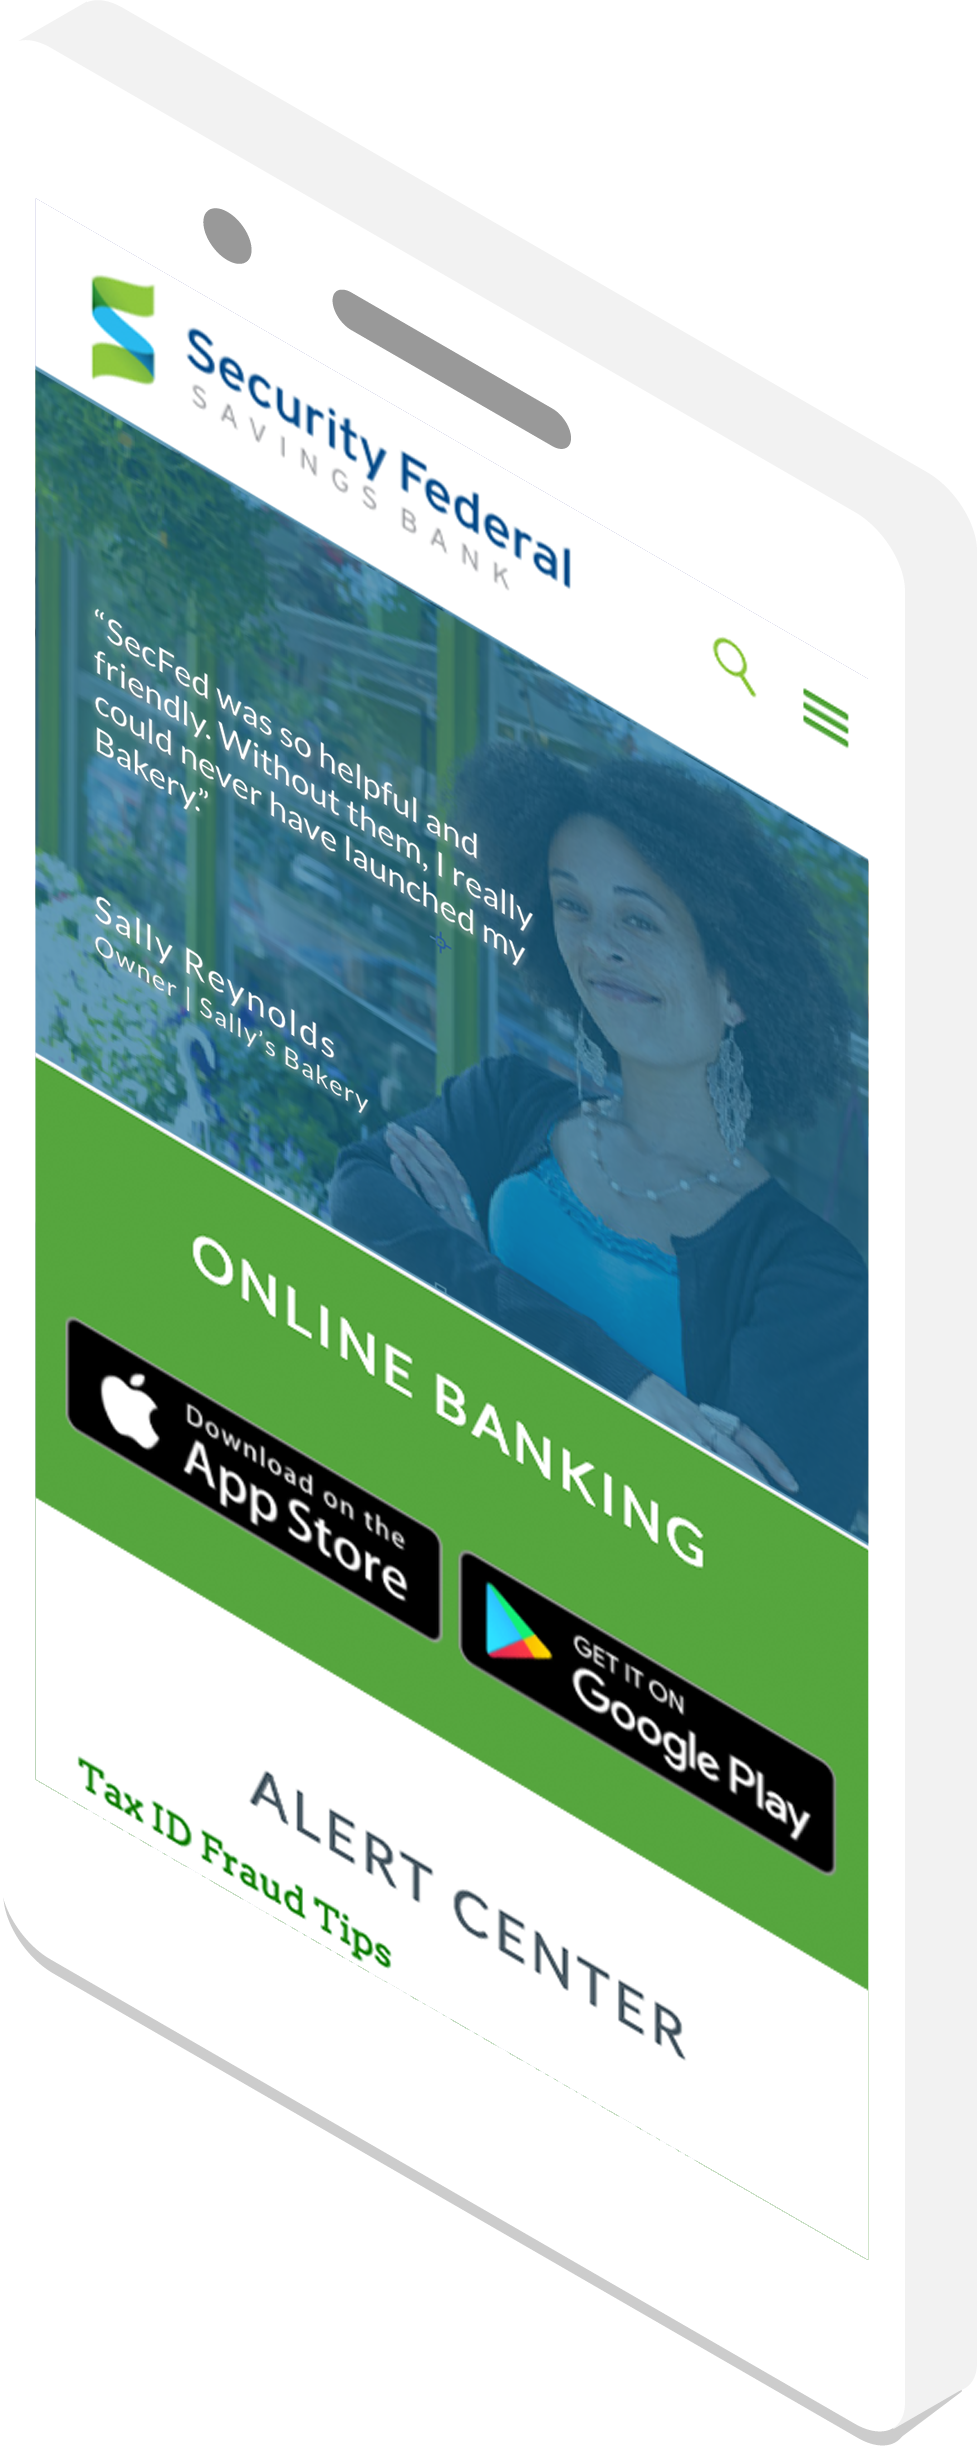 Security Federal
SAVINGS BANK
“SecFed was so helpful and
friendly. Without them, I really
could never have launched my
Bakery.”
Sally Reynolds
Owner | Sally’s Bakery
ONLINE BANKING
Download on the
App Store
GET IT ON
Google Play
ALERT CENTER
Tax ID Fraud Tips